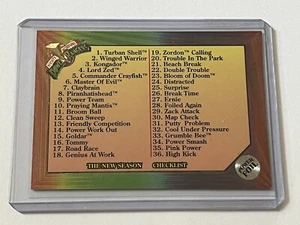 1. Turban Shell™
2. Winged Warrior
3. Kongador™
4. Lord Zed™
5. Commander Crayfish™
6. Master Of Evil™
7. Claybrain
8. Piranhatishead™
9. Power Team
10. Praying Mantis™
11. Broom Ball
12. Clean Sweep
13. Friendly Competition
14. Power Work Out
15. Goldar™
16. Tommy
17. Road Race
18. Genius At Work
19. Zordon™ Calling
20. Trouble In The Park
21. Beach Break
22. Double Trouble
23. Bloom of Doom™
24. Distracted
25. Surprise
26. Break Time
27. Ernie
28. Foiled Again
29. Zack Attack
30. Map Check
31. Putty Problem
32. Cool Under Pressure
33. Grumble Bee™
34. Power Smash
35. Pink Power
36. High Kick
THE NEW SEASON
CHECKLIST
POWER
FOIL